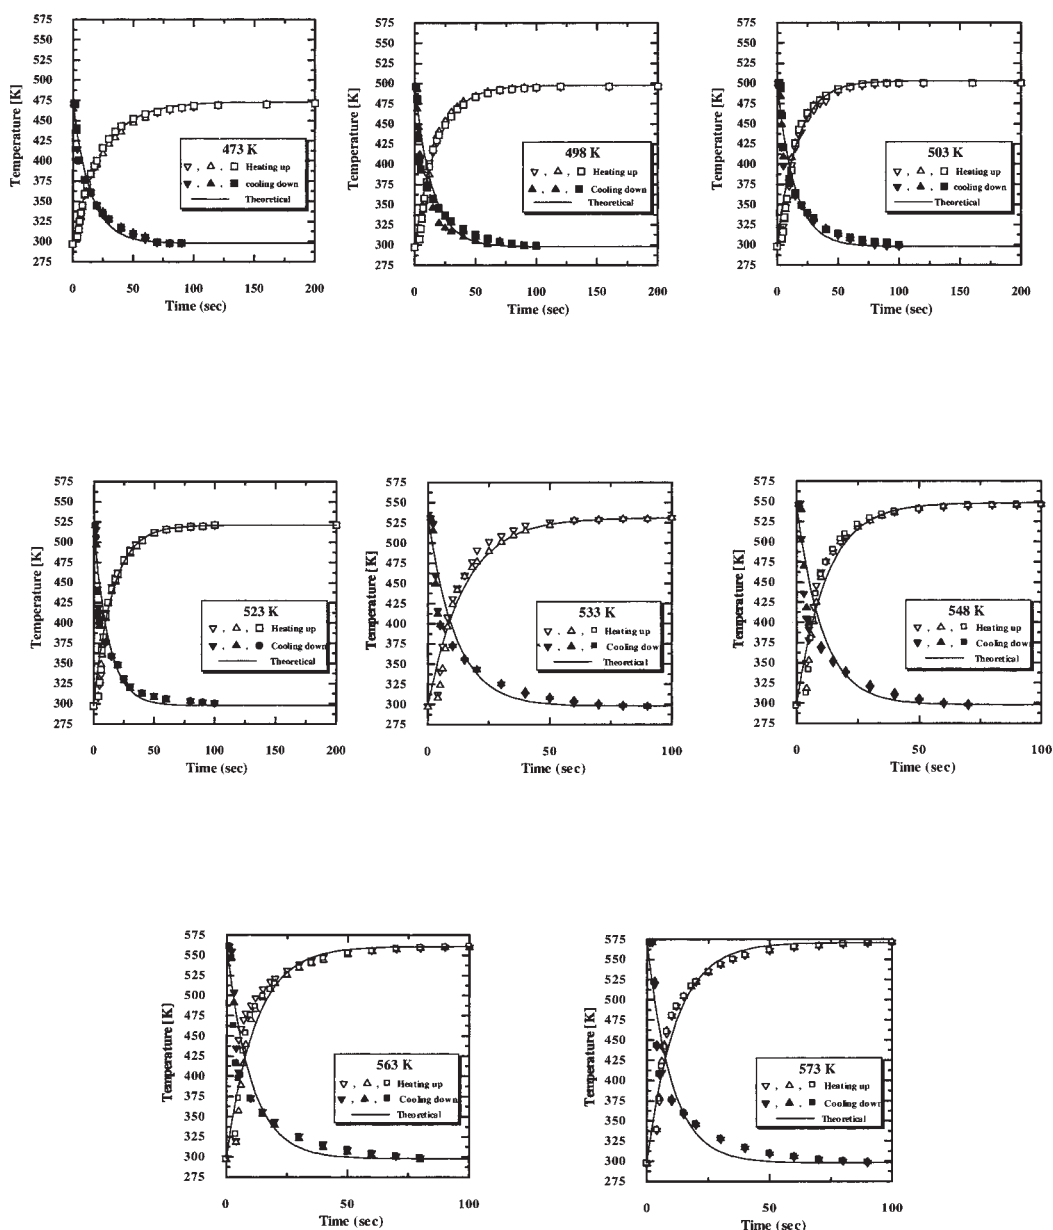 575
550
525
500
475
450
425
400
375
350
325
300
275
Temperature [K]
473 K
Heating up
cooling down
Theoretical
0 50 100 150 200
Time (sec)
575
550
525
500
475
450
425
400
375
350
325
300
275
Temperature [K]
498 K
Heating up
Cooling down
Theoretical
0 50 100 150 200
Time (sec)
575
550
525
500
475
450
425
400
375
350
325
300
275
Temperature [K]
503 K
Heating up
cooling down
Theoretical
0 50 100 150 200
Time (sec)
575
550
525
500
475
450
425
400
375
350
325
300
275
Temperature [K]
523 K
Heating up
Cooling down
Theoretical
0 50 100 150 200
Time (sec)
575
550
525
500
475
450
425
400
375
350
325
300
275
Temperature [K]
533 K
Heating up
Cooling down
Theoretical
0 50 100
Time (sec)
575
550
525
500
475
450
425
400
375
350
325
300
275
Temperature [K]
548 K
Heating up
Cooling down
Theoretical
0 50 100
Time (sec)
575
550
525
500
475
450
425
400
375
350
325
300
275
Temperature [K]
563 K
Heating up
Cooling down
Theoretical
0 50 100
Time (sec)
575
550
525
500
475
450
425
400
375
350
325
300
275
Temperature [K]
573 K
Heating up
Cooling down
Theoretical
0 50 100
Time (sec)